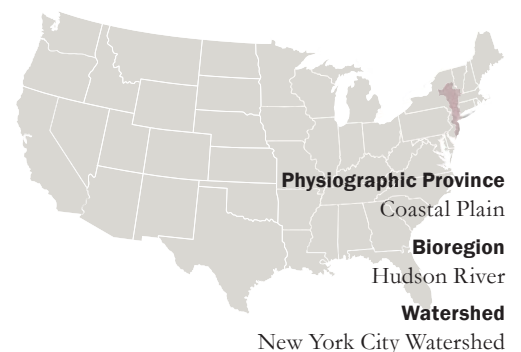 Physiographic Province
Coastal Plain
Bioregion
Hudson River
Watershed
New York City Watershed